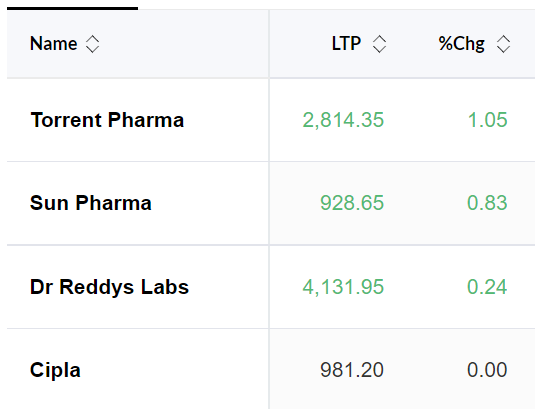 Name LTP %Chg
Torrent Pharma 2,814.35 1.05
Sun Pharma 928.65 0.83
Dr Reddys Labs 4,131.95 0.24
Cipla 981.20 0.00